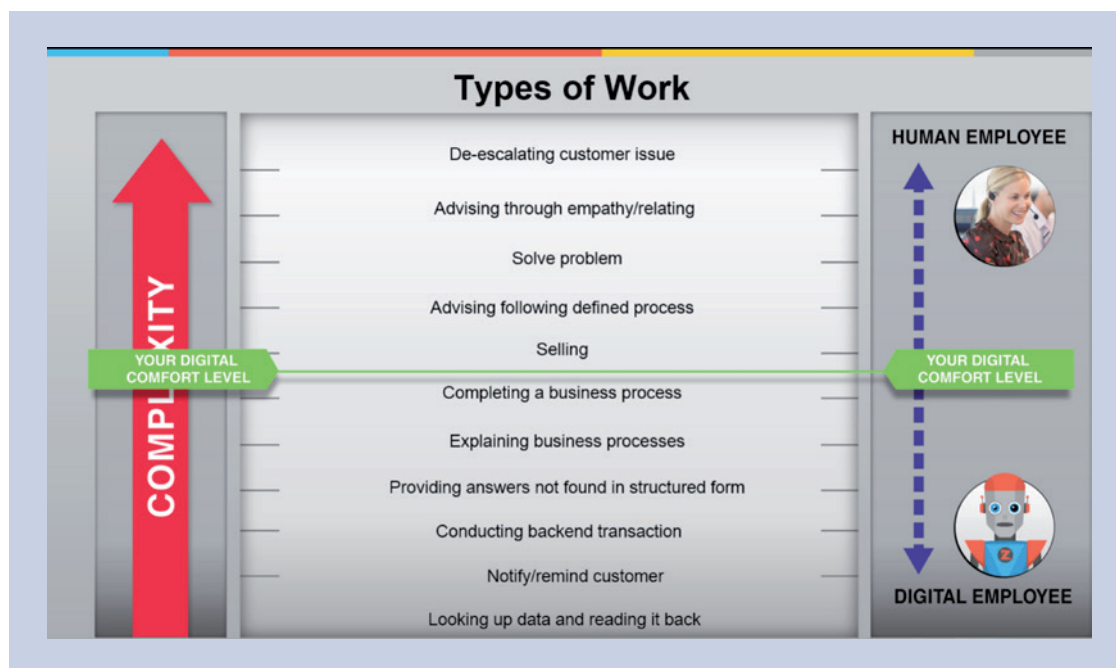 Types of Work
HUMAN EMPLOYEE
De-escalating customer issue
Advising through empathy/relating
Solve problem
Advising following defined process
Selling
YOUR DIGITAL
COMFORT LEVEL
YOUR DIGITAL
COMFORT LEVEL
COMPLEXITY
Completing a business process
Explaining business processes
Providing answers not found in structured form
Conducting backend transaction
Notify/remind customer
Looking up data and reading it back
Z
DIGITAL EMPLOYEE